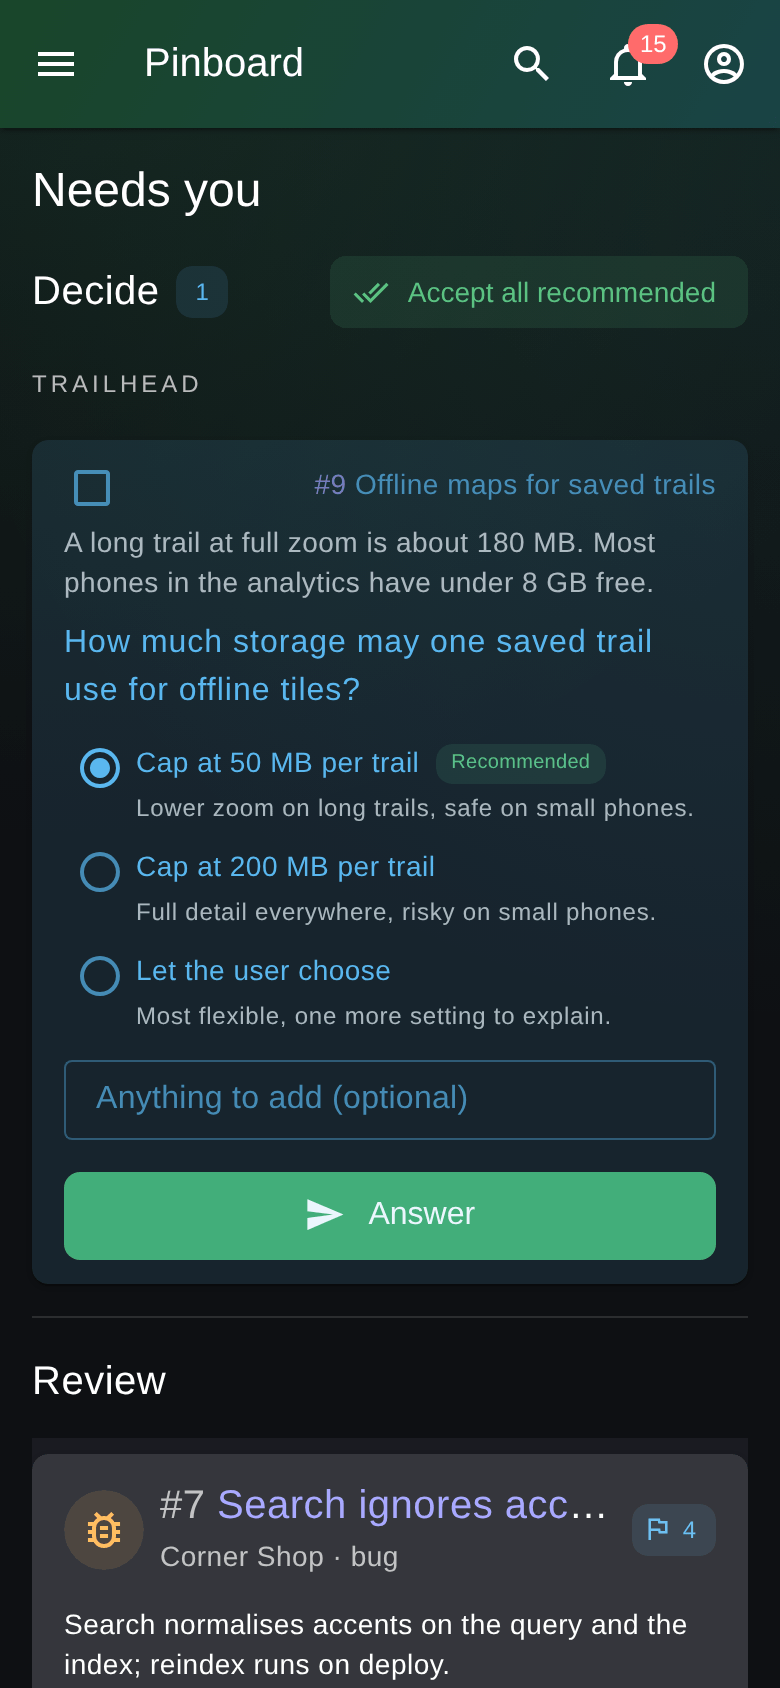 Pinboard
15
Needs you
Decide 1
Accept all recommended
TRAILHEAD
#9 Offline maps for saved trails
A long trail at full zoom is about 180 MB. Most
phones in the analytics have under 8 GB free.
How much storage may one saved trail
use for offline tiles?
Cap at 50 MB per trail Recommended
Lower zoom on long trails, safe on small phones.
Cap at 200 MB per trail
Full detail everywhere, risky on small phones.
Let the user choose
Most flexible, one more setting to explain.
Anything to add (optional)
Answer
Review
#7 Search ignores acc...
4
Corner Shop · bug
Search normalises accents on the query and the
index; reindex runs on deploy.